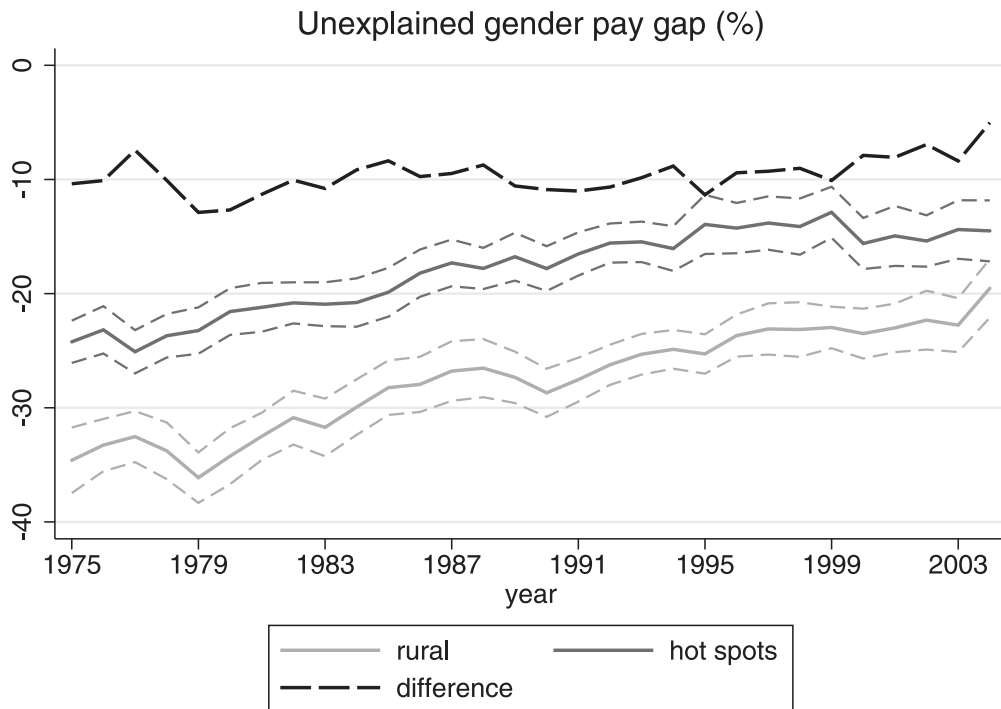 Unexplained gender pay gap (%)
0
-10
-20
-30
-40
1975 1979 1983 1987 1991 1995 1999 2003
year
rural hot spots
difference